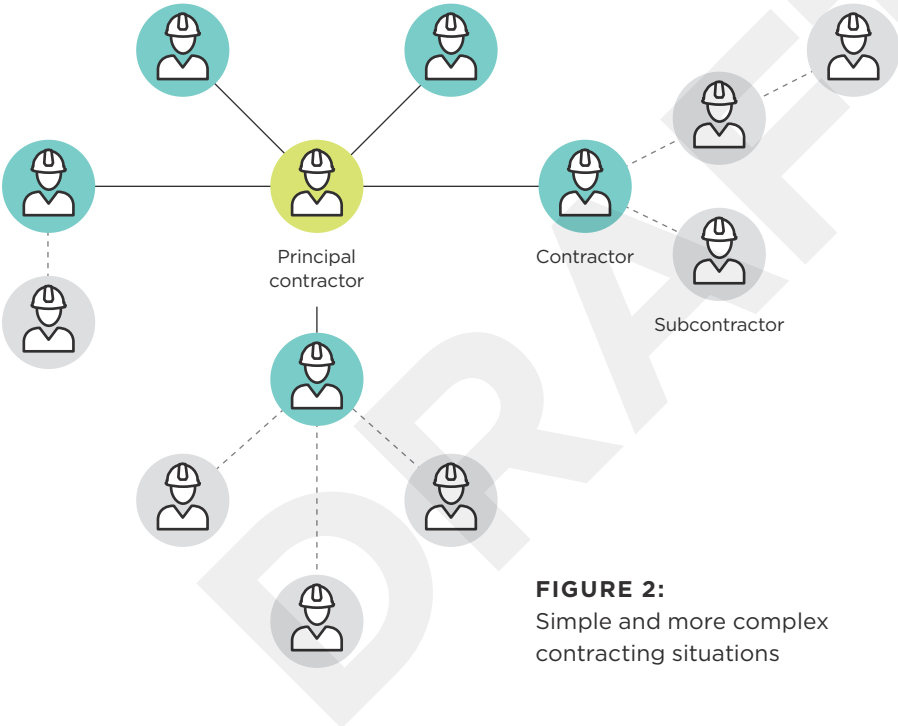 Principal
contractor
Contractor
Subcontractor
FIGURE 2:
Simple and more complex
contracting situations
DRAFT